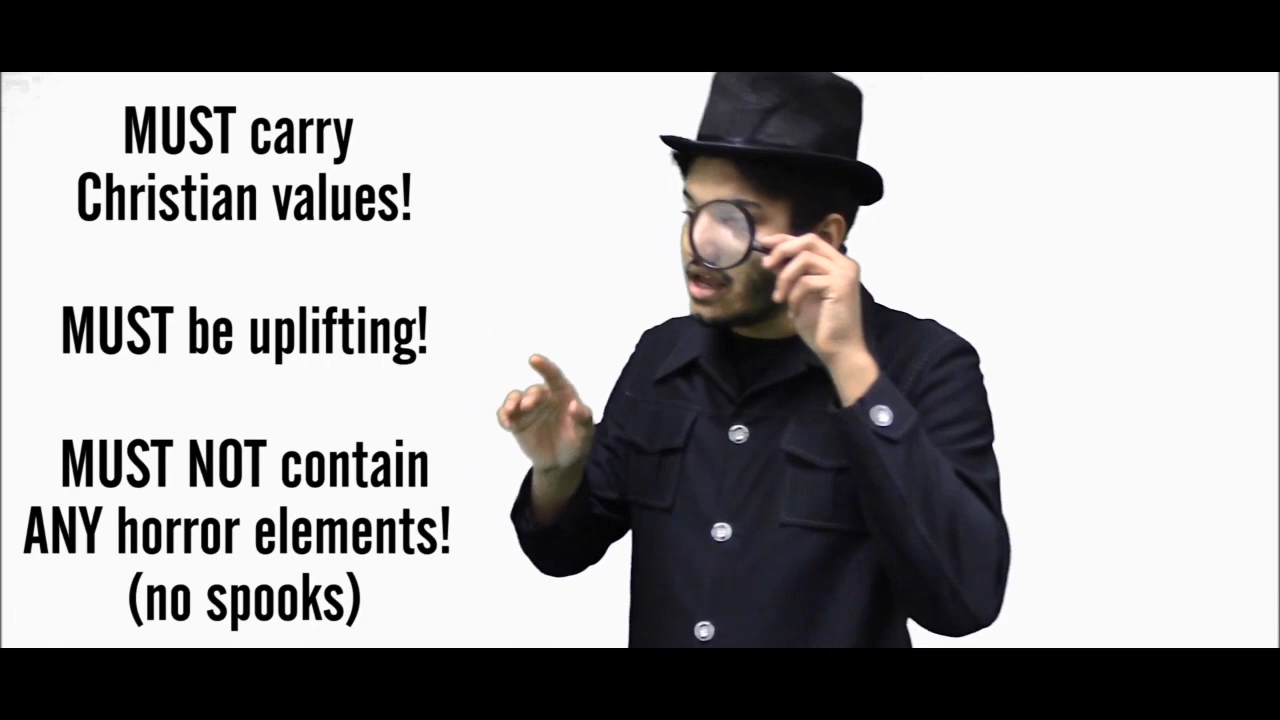 MUST carry
Christian values!
MUST be uplifting!
MUST NOT contain
ANY horror elements!
(no spooks)